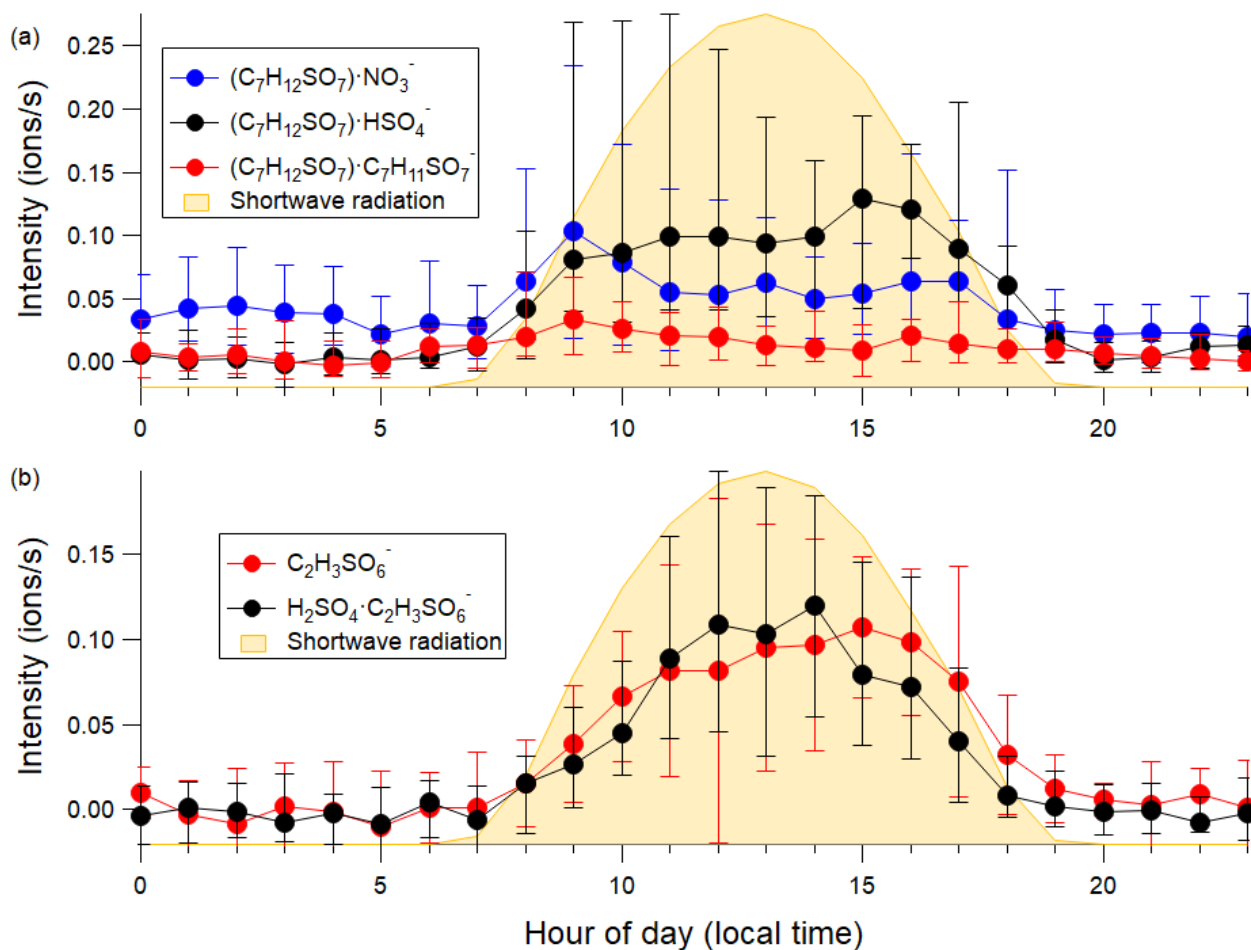 (a)
Intensity (ions/s)
0.25
0.20
0.15
0.10
0.05
0.00
(C₇H₁₂SO₇)·NO₃⁻
(C₇H₁₂SO₇)·HSO₄⁻
(C₇H₁₂SO₇)·C₇H₁₁SO₇⁻
Shortwave radiation
0 5 10 15 20
(b)
Intensity (ions/s)
0.15
0.10
0.05
0.00
C₂H₃SO₆⁻
H₂SO₄·C₂H₃SO₆⁻
Shortwave radiation
0 5 10 15 20
Hour of day (local time)